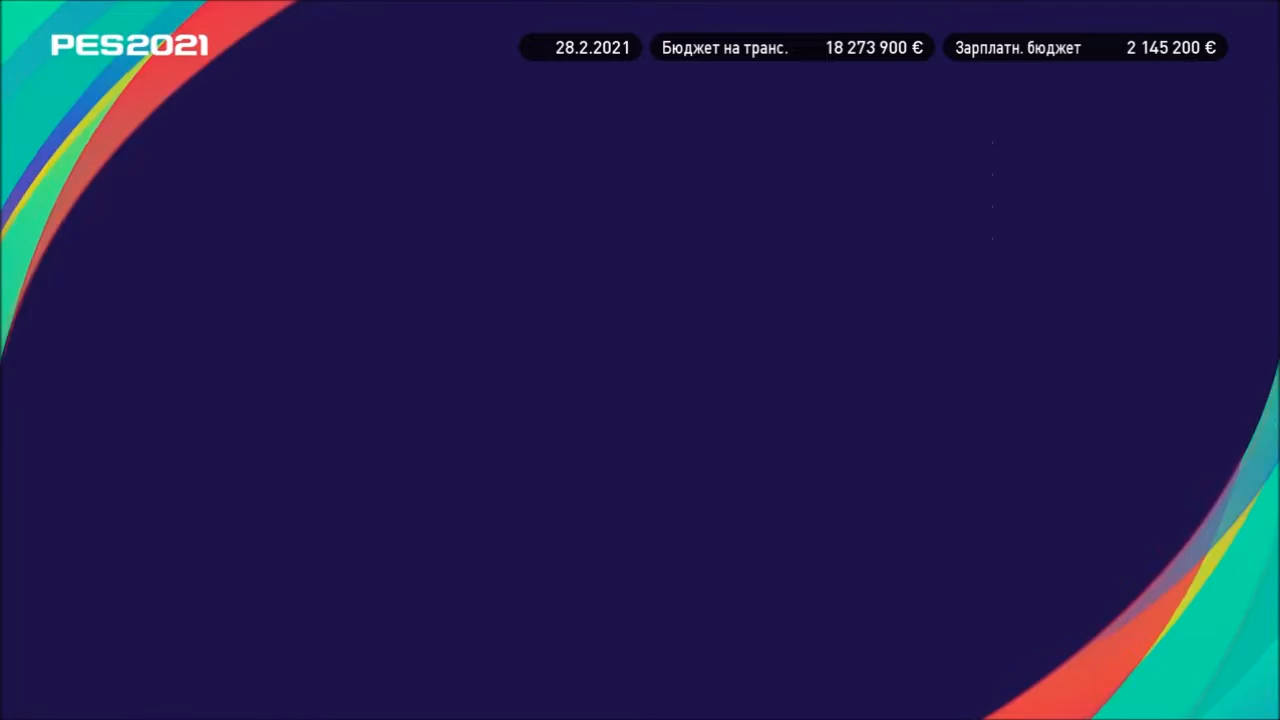 PES2021
28.2.2021 Бюджет на транс. 18 273 900 € Зарплатн. бюджет 2 145 200 €